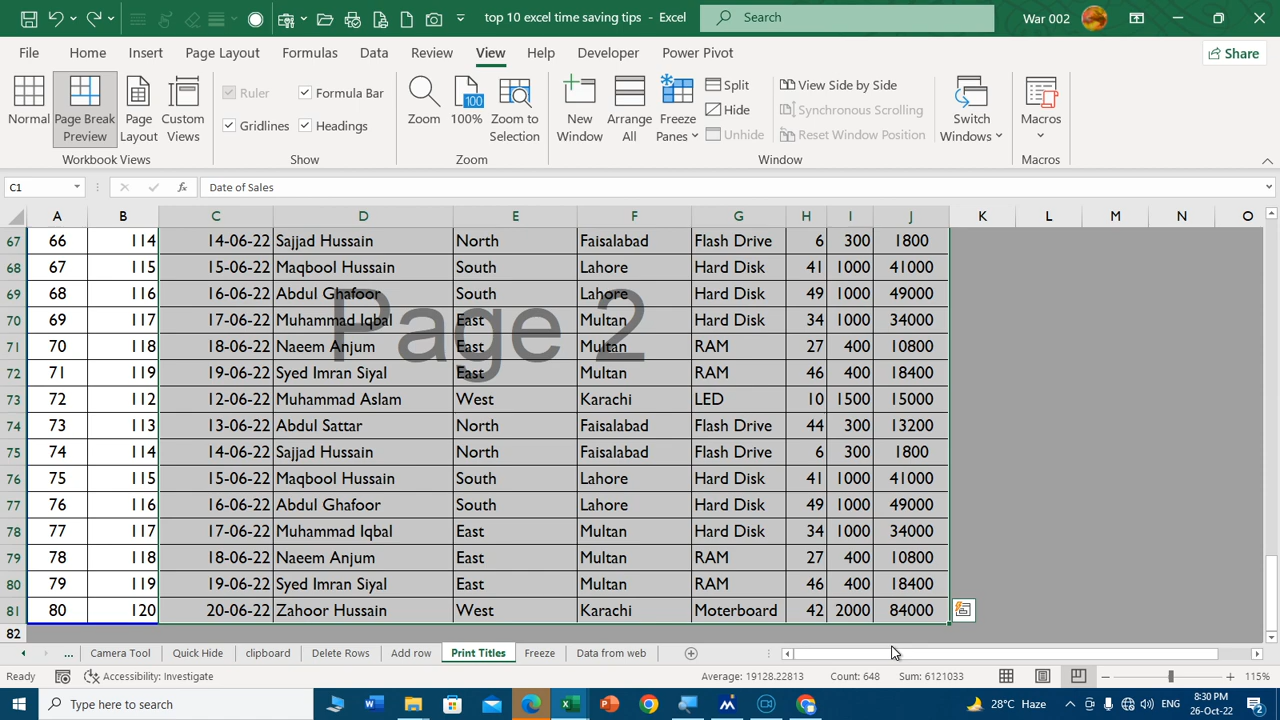 top 10 excel time saving tips - Excel
Search
War 002
File Home Insert Page Layout Formulas Data Review View Help Developer Power Pivot Share
Normal
Page Break Preview
Page Layout
Custom Views
Ruler Formula Bar
Gridlines Headings
Zoom
100%
Zoom to Selection
New Window
Arrange All
Freeze Panes
Split
Hide
Unhide
View Side by Side
Synchronous Scrolling
Reset Window Position
Switch Windows
Macros
Workbook Views Show Zoom Window Macros
C1 fx Date of Sales
A B C D E F G H I J K L M N O
67 66 114 14-06-22 Sajjad Hussain North Faisalabad Flash Drive 6 300 1800
68 67 115 15-06-22 Maqbool Hussain South Lahore Hard Disk 41 1000 41000
69 68 116 16-06-22 Abdul Ghafoor South Lahore Hard Disk 49 1000 49000
70 69 117 17-06-22 Muhammad Iqbal East Multan Hard Disk 34 1000 34000
71 70 118 18-06-22 Naeem Anjum East Multan RAM 27 400 10800
72 71 119 19-06-22 Syed Imran Siyal East Multan RAM 46 400 18400
73 72 112 12-06-22 Muhammad Aslam West Karachi LED 10 1500 15000
74 73 113 13-06-22 Abdul Sattar North Faisalabad Flash Drive 44 300 13200
75 74 114 14-06-22 Sajjad Hussain North Faisalabad Flash Drive 6 300 1800
76 75 115 15-06-22 Maqbool Hussain South Lahore Hard Disk 41 1000 41000
77 76 116 16-06-22 Abdul Ghafoor South Lahore Hard Disk 49 1000 49000
78 77 117 17-06-22 Muhammad Iqbal East Multan Hard Disk 34 1000 34000
79 78 118 18-06-22 Naeem Anjum East Multan RAM 27 400 10800
80 79 119 19-06-22 Syed Imran Siyal East Multan RAM 46 400 18400
81 80 120 20-06-22 Zahoor Hussain West Karachi Moterboard 42 2000 84000
82
Page 2
... Camera Tool Quick Hide clipboard Delete Rows Add row Print Titles Freeze Data from web
Ready Accessibility: Investigate Average: 19128.22813 Count: 648 Sum: 6121033 115%
Type here to search 28°C Haze ENG 8:30 PM
26-Oct-22 2